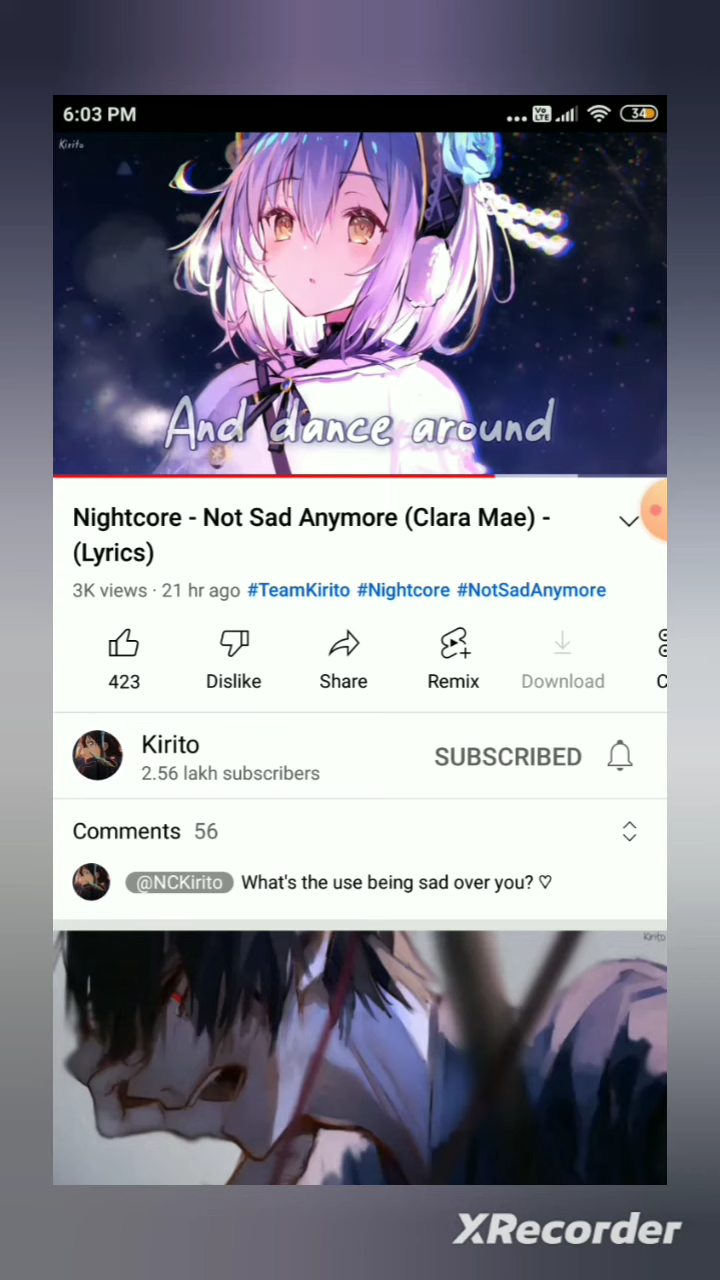 6:03 PM
Vo LTE
34
Kirito
And dance around
Nightcore - Not Sad Anymore (Clara Mae) -
(Lyrics)
3K views · 21 hr ago #TeamKirito #Nightcore #NotSadAnymore
423 Dislike Share Remix Download C
Kirito
2.56 lakh subscribers
SUBSCRIBED
Comments 56
@NCKirito What's the use being sad over you? ♡
Kirito
XRecorder